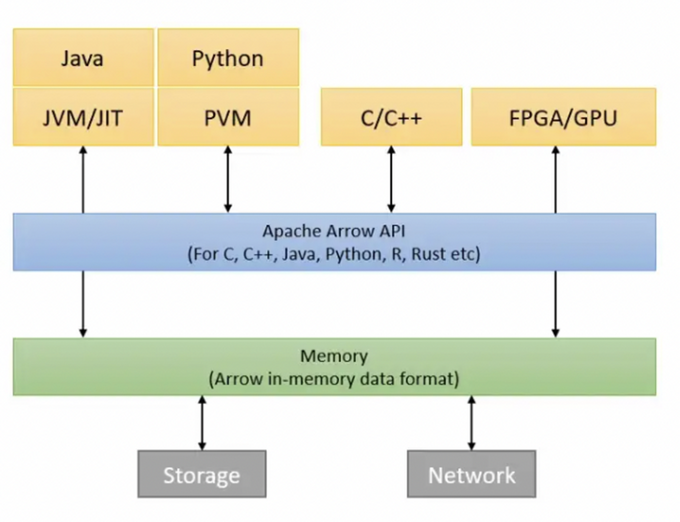 Java
Python
JVM/JIT
PVM
C/C++
FPGA/GPU
Apache Arrow API
(For C, C++, Java, Python, R, Rust etc)
Memory
(Arrow in-memory data format)
Storage
Network